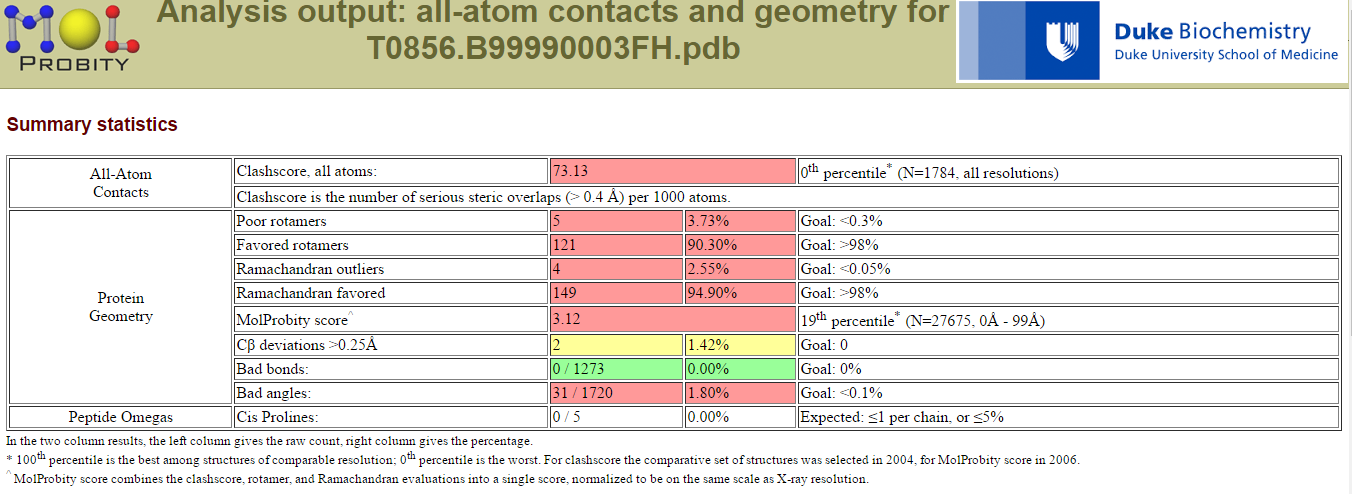 Analysis output: all-atom contacts and geometry for
T0856.B99990003FH.pdb
MOL
PROBITY
Duke Biochemistry
Duke University School of Medicine
Summary statistics
All-Atom
Contacts
Clashscore, all atoms: 73.13 0th percentile* (N=1784, all resolutions)
Clashscore is the number of serious steric overlaps (> 0.4 Å) per 1000 atoms.
Protein
Geometry
Poor rotamers 5 3.73% Goal: <0.3%
Favored rotamers 121 90.30% Goal: >98%
Ramachandran outliers 4 2.55% Goal: <0.05%
Ramachandran favored 149 94.90% Goal: >98%
MolProbity score^ 3.12 19th percentile* (N=27675, 0Å - 99Å)
Cβ deviations >0.25Å 2 1.42% Goal: 0
Bad bonds: 0 / 1273 0.00% Goal: 0%
Bad angles: 31 / 1720 1.80% Goal: <0.1%
Peptide Omegas Cis Prolines: 0 / 5 0.00% Expected: ≤1 per chain, or ≤5%
In the two column results, the left column gives the raw count, right column gives the percentage.
* 100th percentile is the best among structures of comparable resolution; 0th percentile is the worst. For clashscore the comparative set of structures was selected in 2004, for MolProbity score in 2006.
^ MolProbity score combines the clashscore, rotamer, and Ramachandran evaluations into a single score, normalized to be on the same scale as X-ray resolution.